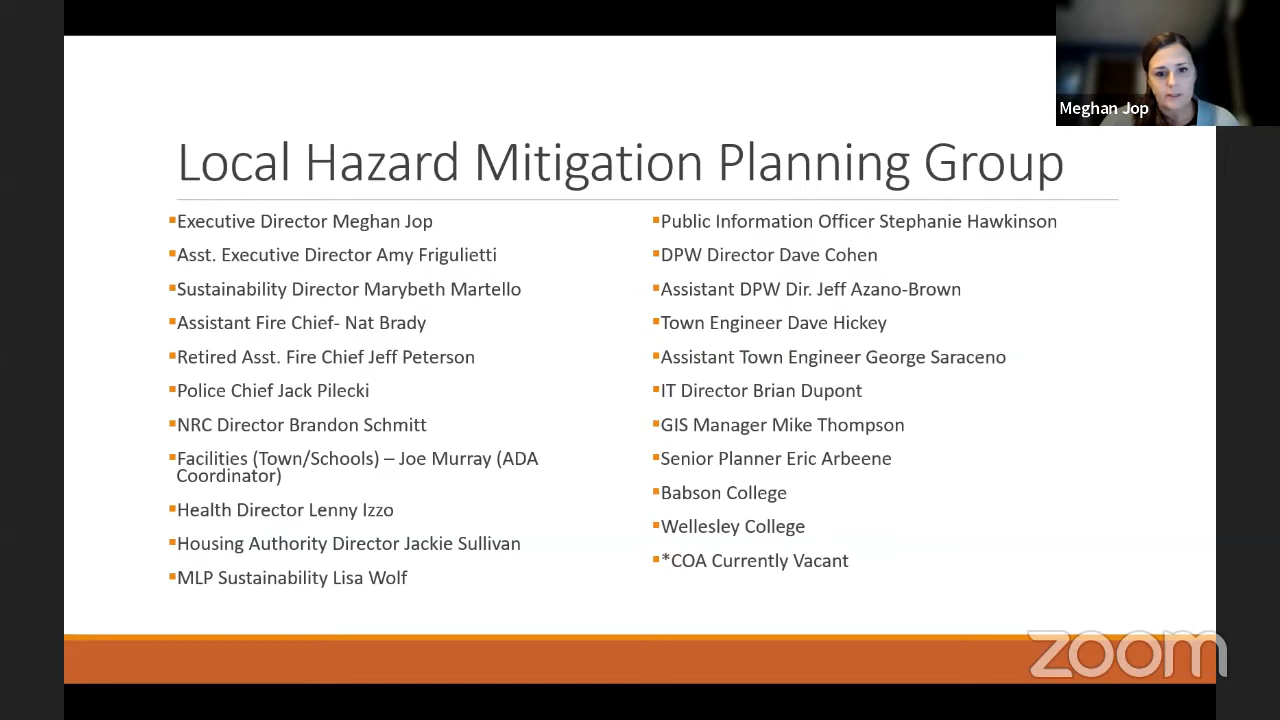 Meghan Jop
Local Hazard Mitigation Planning Group
▪Executive Director Meghan Jop
▪Asst. Executive Director Amy Frigulietti
▪Sustainability Director Marybeth Martello
▪Assistant Fire Chief- Nat Brady
▪Retired Asst. Fire Chief Jeff Peterson
▪Police Chief Jack Pilecki
▪NRC Director Brandon Schmitt
▪Facilities (Town/Schools) – Joe Murray (ADA
Coordinator)
▪Health Director Lenny Izzo
▪Housing Authority Director Jackie Sullivan
▪MLP Sustainability Lisa Wolf
▪Public Information Officer Stephanie Hawkinson
▪DPW Director Dave Cohen
▪Assistant DPW Dir. Jeff Azano-Brown
▪Town Engineer Dave Hickey
▪Assistant Town Engineer George Saraceno
▪IT Director Brian Dupont
▪GIS Manager Mike Thompson
▪Senior Planner Eric Arbeene
▪Babson College
▪Wellesley College
▪*COA Currently Vacant
zoom